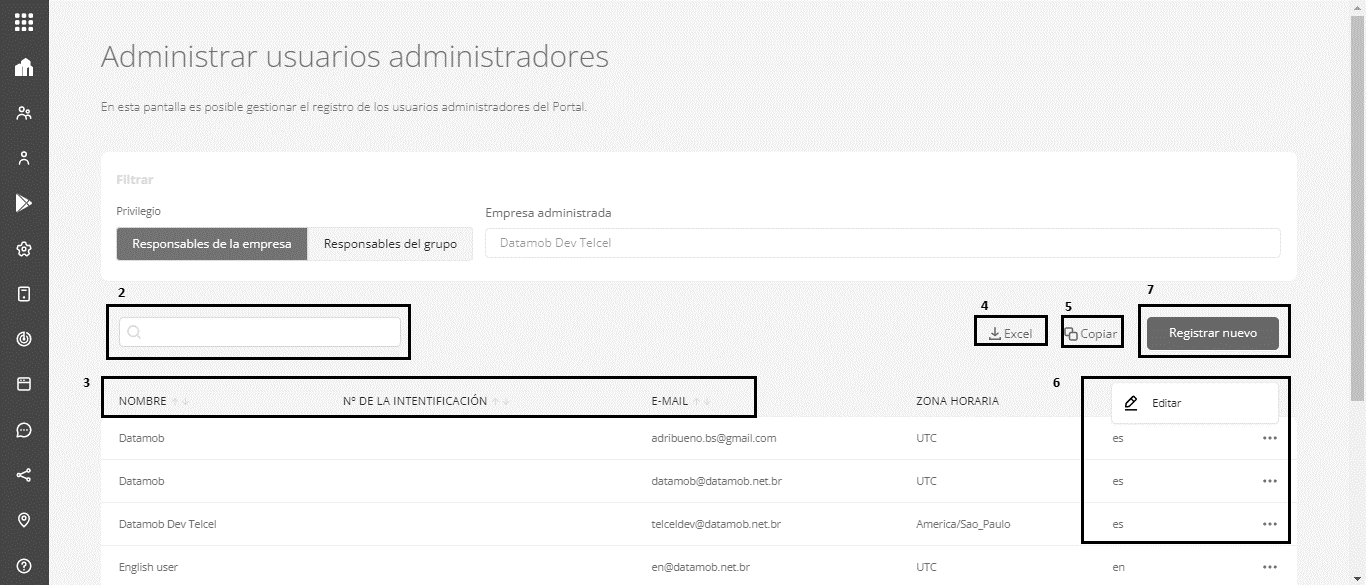 Administrar usuarios administradores
En esta pantalla es posible gestionar el registro de los usuarios administradores del Portal.
Filtrar
Privilegio
Empresa administrada
Responsables de la empresa Responsables del grupo Datamob Dev Telcel
2 4 5 7
Excel Copiar Registrar nuevo
3 6
NOMBRE Nº DE LA INTENTIFICACIÓN E-MAIL ZONA HORARIA Editar
Datamob adribueno.bs@gmail.com UTC es
Datamob datamob@datamob.net.br UTC es
Datamob Dev Telcel telceldev@datamob.net.br America/Sao_Paulo es
English user en@datamob.net.br UTC en